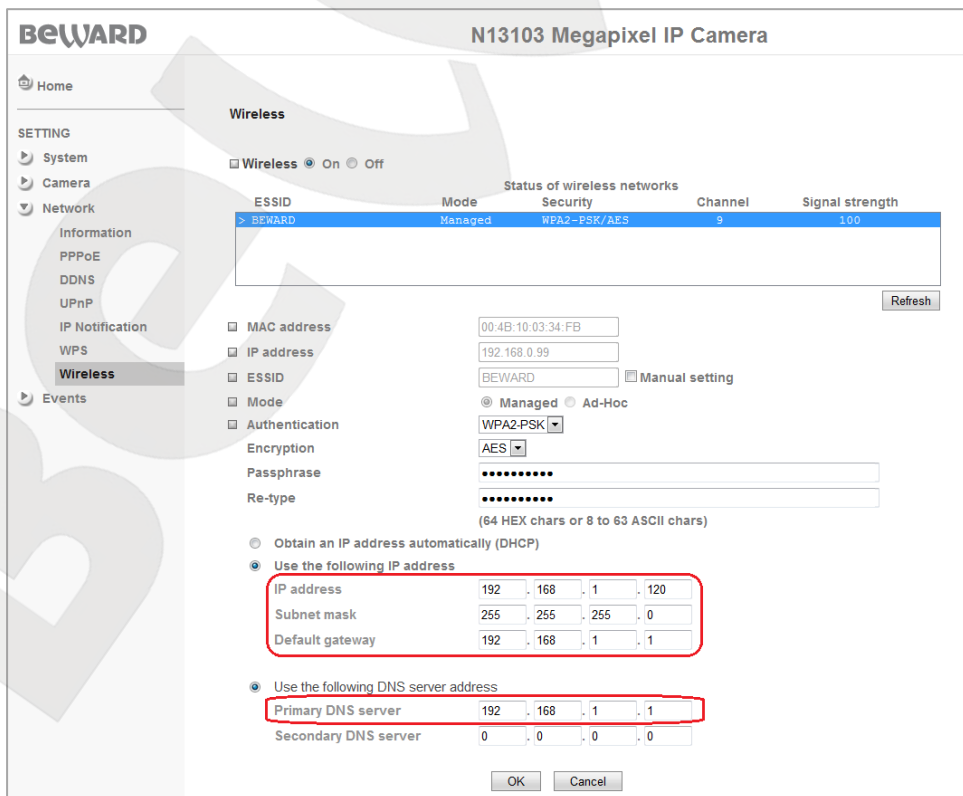 BEWARD
N13103 Megapixel IP Camera
Home
SETTING
System
Camera
Network
Information
PPPoE
DDNS
UPnP
IP Notification
WPS
Wireless
Events
Wireless
Wireless On Off
Status of wireless networks
ESSID Mode Security Channel Signal strength
> BEWARD Managed WPA2-PSK/AES 9 100
Refresh
MAC address 00:4B:10:03:34:FB
IP address 192.168.0.99
ESSID BEWARD Manual setting
Mode Managed Ad-Hoc
Authentication WPA2-PSK
Encryption AES
Passphrase ••••••••••
Re-type ••••••••••
(64 HEX chars or 8 to 63 ASCII chars)
Obtain an IP address automatically (DHCP)
Use the following IP address
IP address 192 . 168 . 1 . 120
Subnet mask 255 . 255 . 255 . 0
Default gateway 192 . 168 . 1 . 1
Use the following DNS server address
Primary DNS server 192 . 168 . 1 . 1
Secondary DNS server 0 . 0 . 0 . 0
OK Cancel